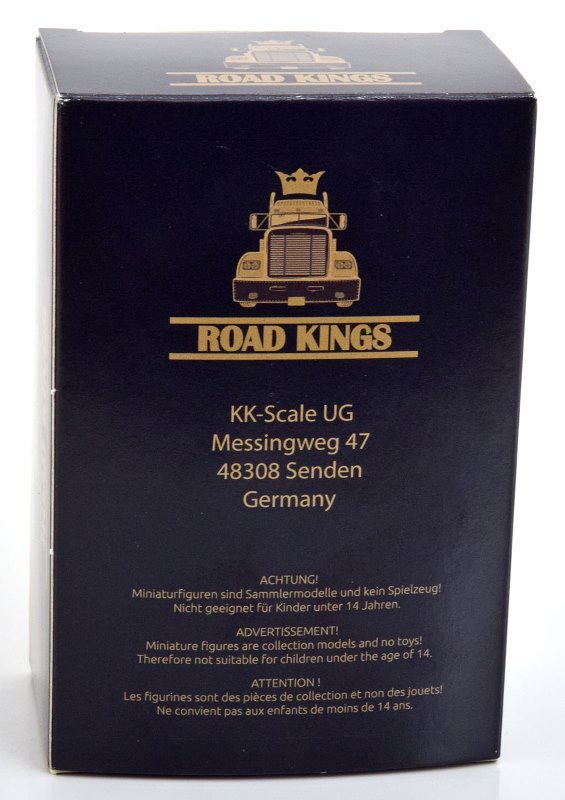 ROAD KINGS
ROAD KINGS
KK-Scale UG
Messingweg 47
48308 Senden
Germany
ACHTUNG!
Miniaturfiguren sind Sammlermodelle und kein Spielzeug!
Nicht geeignet für Kinder unter 14 Jahren.
ADVERTISSEMENT!
Miniature figures are collection models and no toys!
Therefore not suitable for children under the age of 14.
ATTENTION !
Les figurines sont des pièces de collection et non des jouets!
Ne convient pas aux enfants de moins de 14 ans.